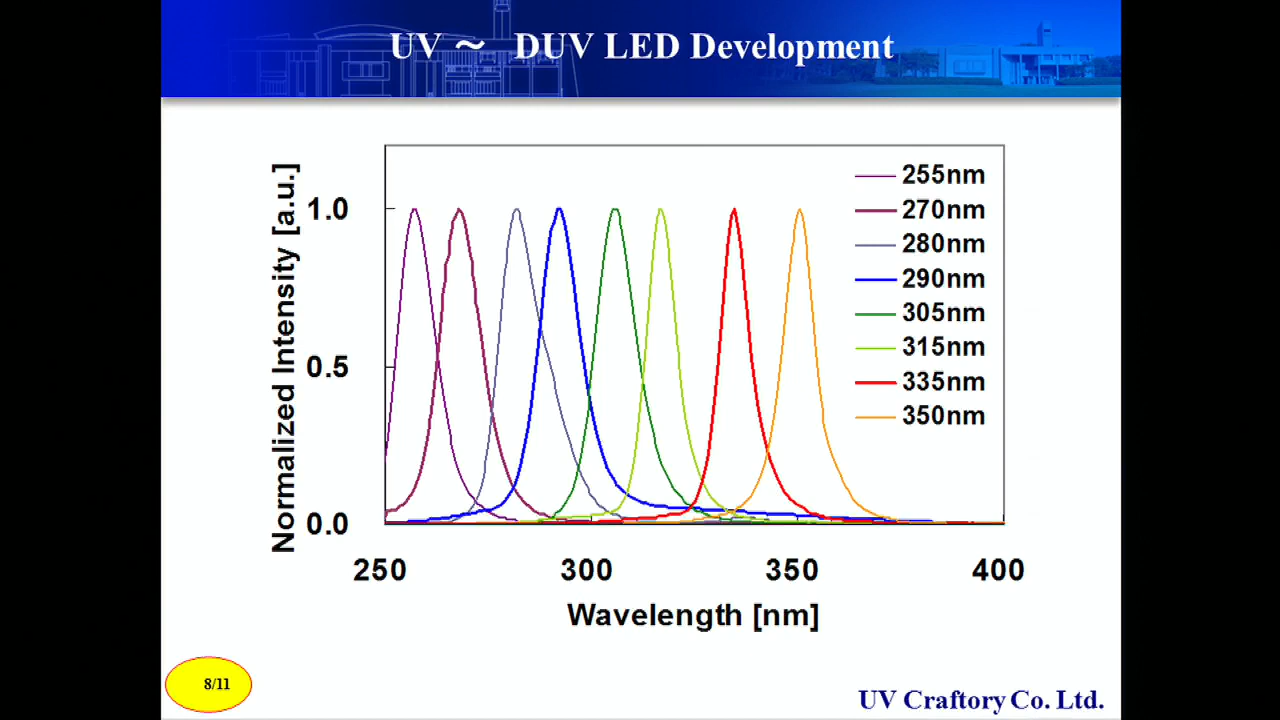 UV ～ DUV LED Development
Normalized Intensity [a.u.]
1.0
0.5
0.0
250
300
350
400
Wavelength [nm]
255nm
270nm
280nm
290nm
305nm
315nm
335nm
350nm
8/11
UV Craftory Co. Ltd.